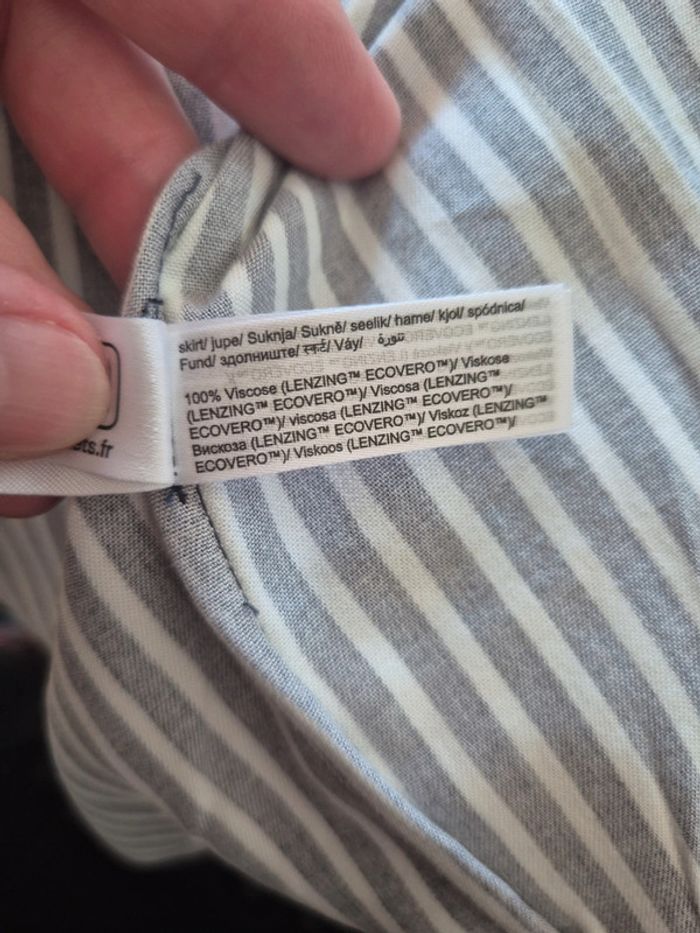 skirt/ jupe/ Suknja/ Sukně/ seelik/ hame/ kjol/ spódnica/
Fund/ здолниште/ स्कर्ट/ Váy/ تنورة
100% Viscose (LENZING™ ECOVERO™)/ Viskose
(LENZING™ ECOVERO™)/ Viscosa (LENZING™
ECOVERO™)/ viscosa (LENZING™ ECOVERO™)/
Вискоза (LENZING™ ECOVERO™)/ Viskoz (LENZING™
ECOVERO™)/ Viskoos (LENZING™ ECOVERO™)/
ets.fr